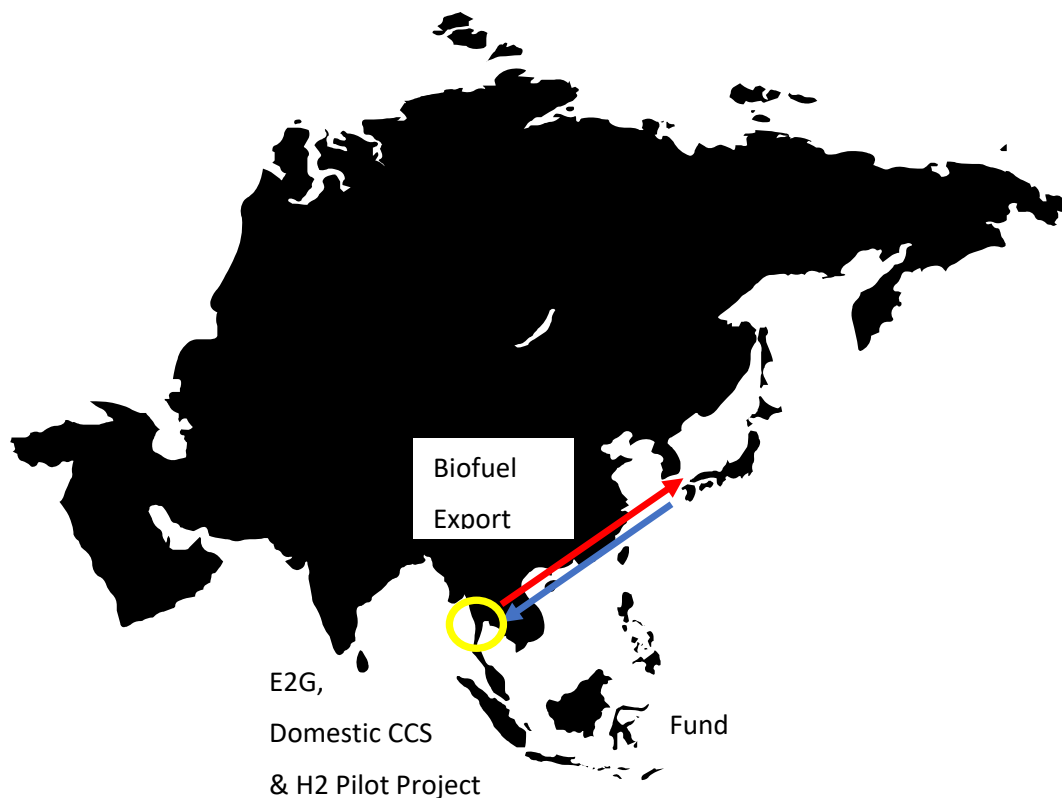 Biofuel
Export
E2G,
Domestic CCS
& H2 Pilot Project
Fund